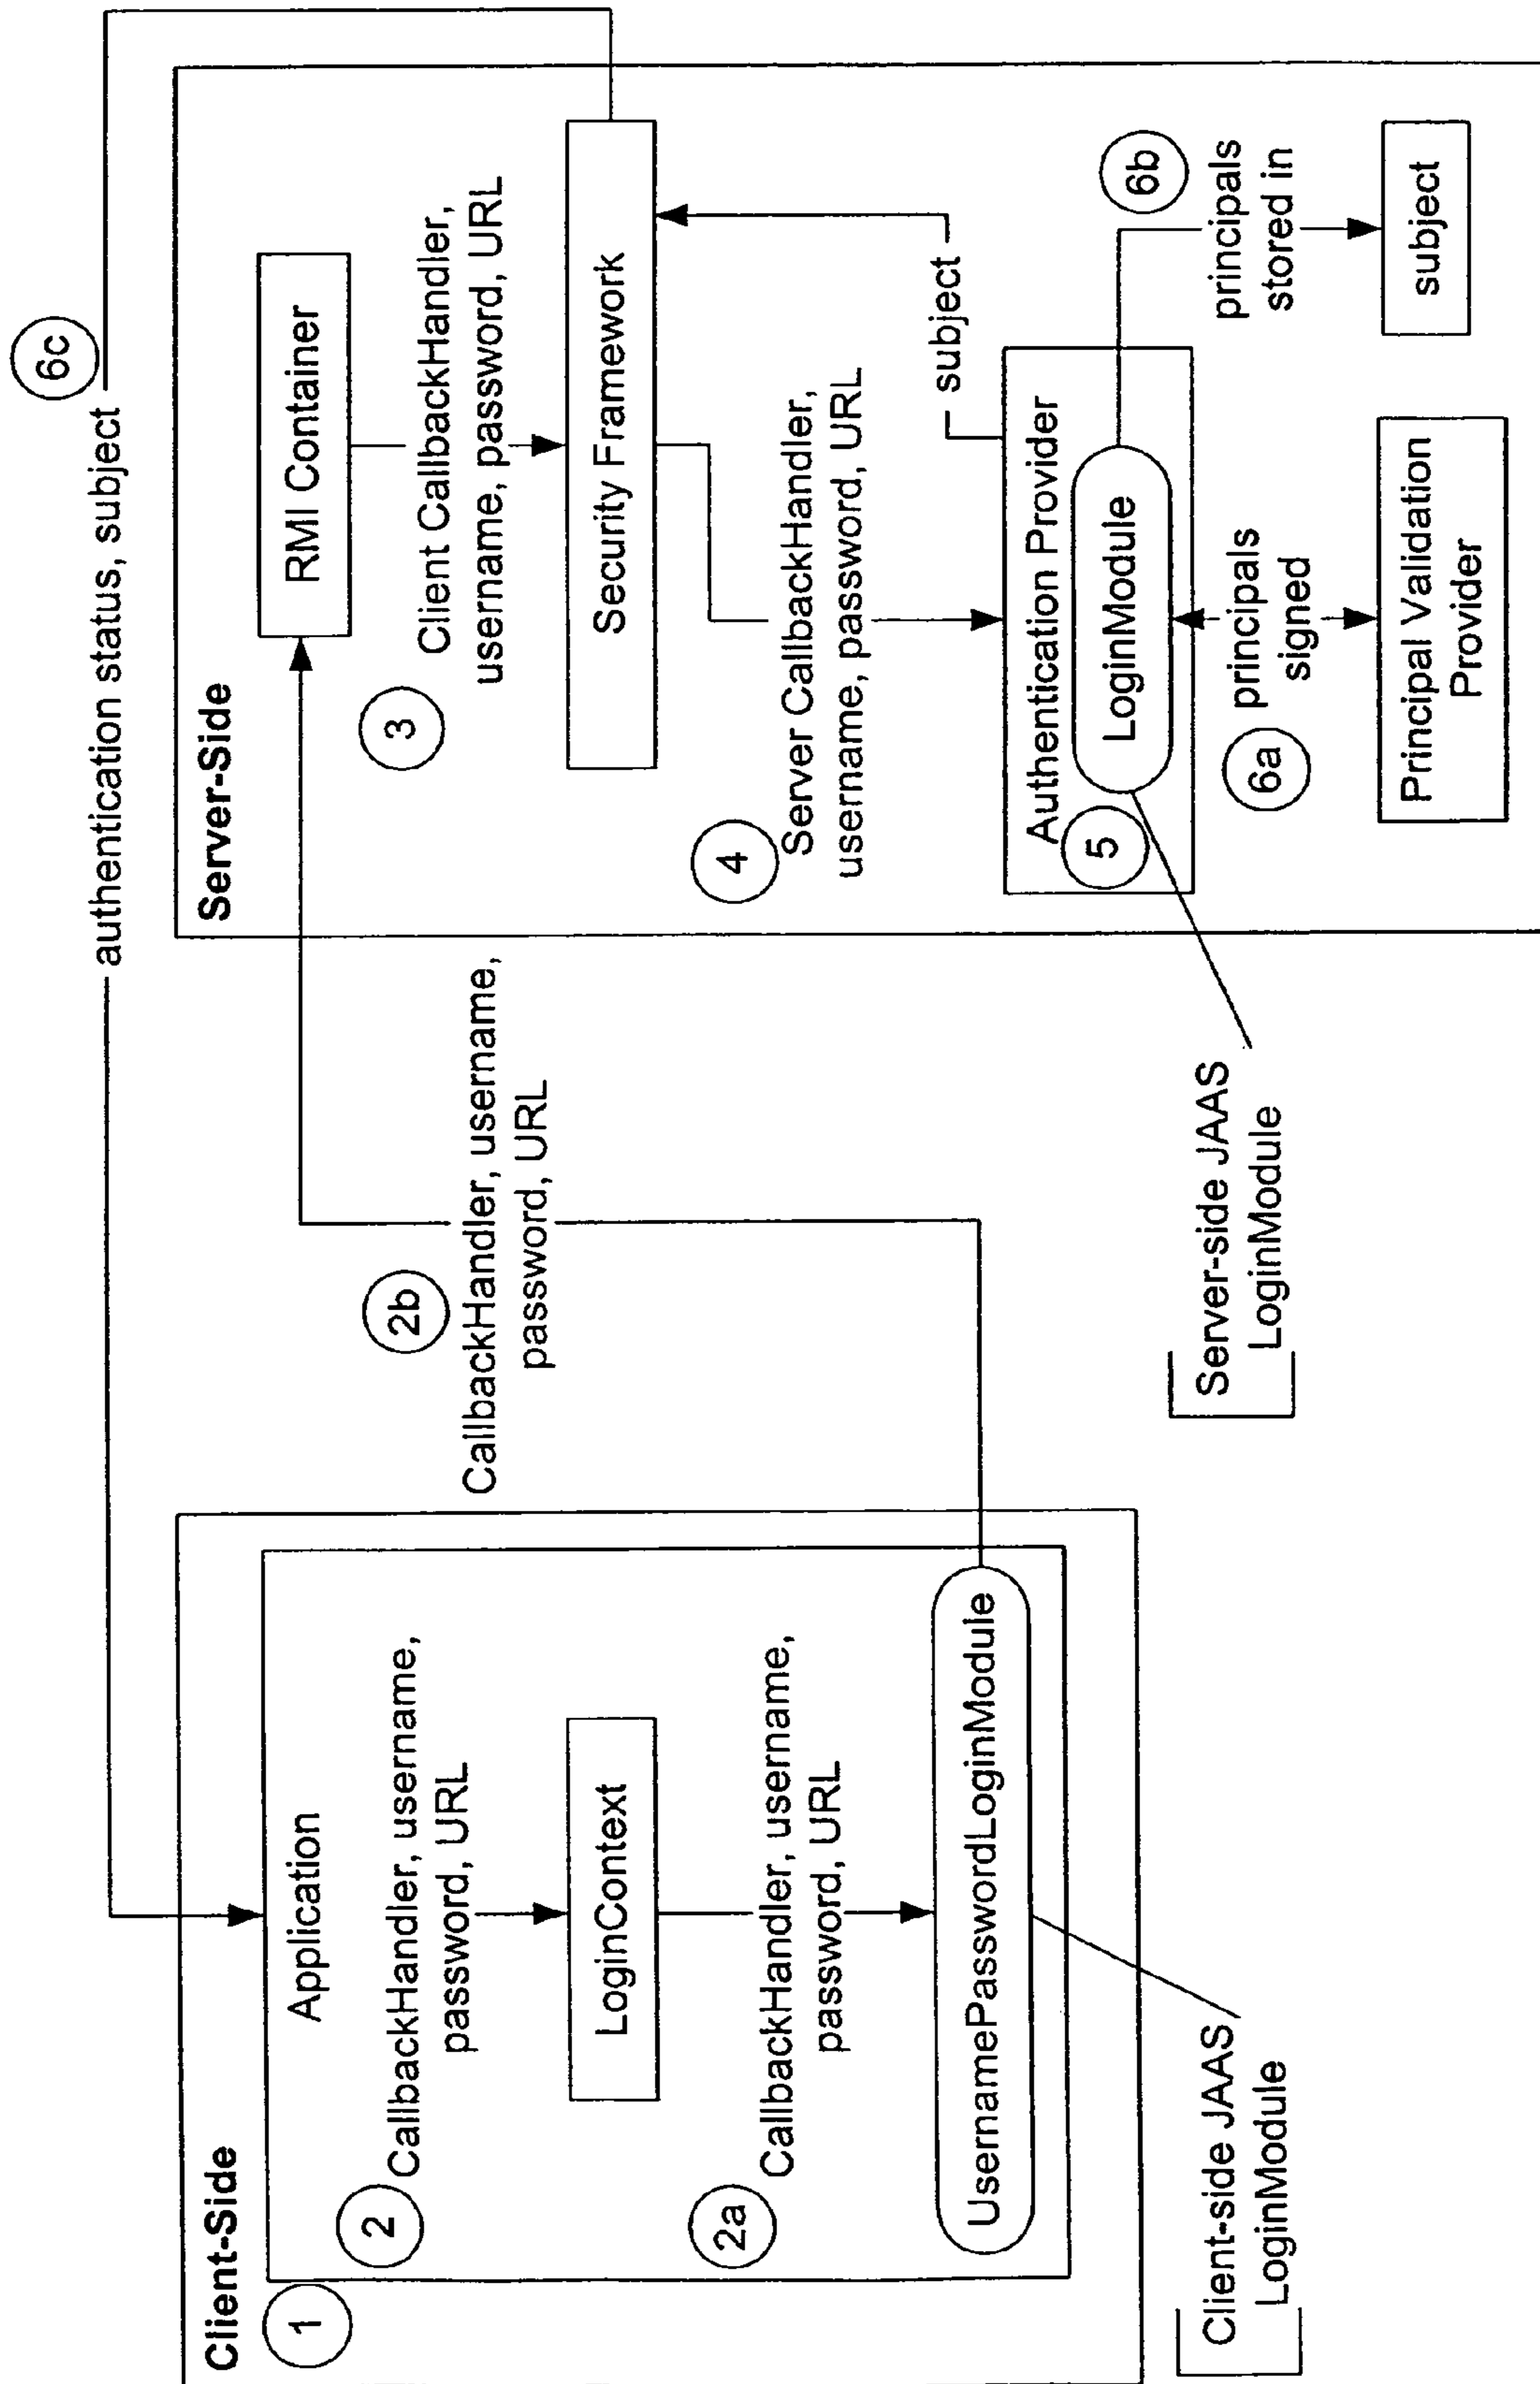 6c
authentication status, subject
Client-Side
1
Application
2
CallbackHandler, username,
password, URL
LoginContext
2a
CallbackHandler, username,
password, URL
UsernamePasswordLoginModule
Client-side JAAS
LoginModule
2b
CallbackHandler, username,
password, URL
Server-Side
RMI Container
3
Client CallbackHandler,
username, password, URL
Security Framework
4
Server CallbackHandler,
username, password, URL
subject
Authentication Provider
5
LoginModule
6a
principals
signed
6b
principals
stored in
Principal Validation
Provider
subject
Server-side JAAS
LoginModule